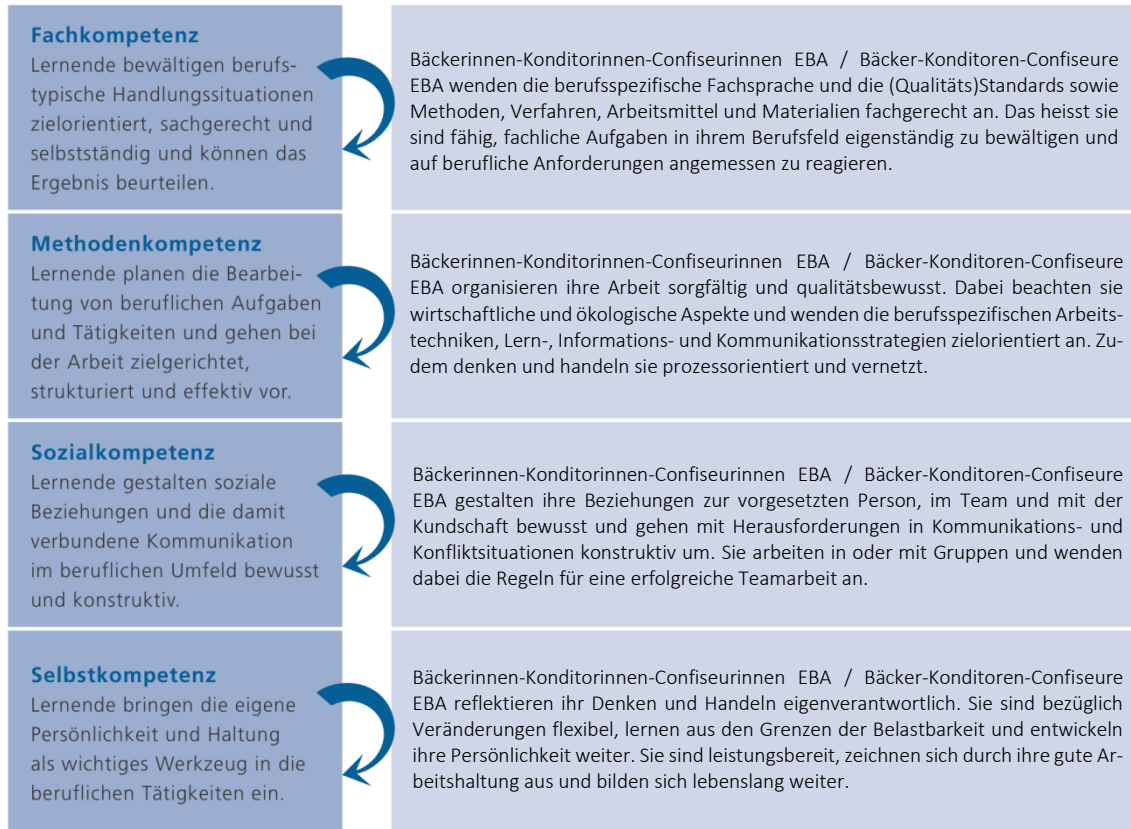 Fachkompetenz
Lernende bewältigen berufs-
typische Handlungssituationen
zielorientiert, sachgerecht und
selbstständig und können das
Ergebnis beurteilen.
Bäckerinnen-Konditorinnen-Confiseurinnen EBA / Bäcker-Konditoren-Confiseure
EBA wenden die berufsspezifische Fachsprache und die (Qualitäts)Standards sowie
Methoden, Verfahren, Arbeitsmittel und Materialien fachgerecht an. Das heisst sie
sind fähig, fachliche Aufgaben in ihrem Berufsfeld eigenständig zu bewältigen und
auf berufliche Anforderungen angemessen zu reagieren.
Methodenkompetenz
Lernende planen die Bearbei-
tung von beruflichen Aufgaben
und Tätigkeiten und gehen bei
der Arbeit zielgerichtet,
strukturiert und effektiv vor.
Bäckerinnen-Konditorinnen-Confiseurinnen EBA / Bäcker-Konditoren-Confiseure
EBA organisieren ihre Arbeit sorgfältig und qualitätsbewusst. Dabei beachten sie
wirtschaftliche und ökologische Aspekte und wenden die berufsspezifischen Arbeits-
techniken, Lern-, Informations- und Kommunikationsstrategien zielorientiert an. Zu-
dem denken und handeln sie prozessorientiert und vernetzt.
Sozialkompetenz
Lernende gestalten soziale
Beziehungen und die damit
verbundene Kommunikation
im beruflichen Umfeld bewusst
und konstruktiv.
Bäckerinnen-Konditorinnen-Confiseurinnen EBA / Bäcker-Konditoren-Confiseure
EBA gestalten ihre Beziehungen zur vorgesetzten Person, im Team und mit der
Kundschaft bewusst und gehen mit Herausforderungen in Kommunikations- und
Konfliktsituationen konstruktiv um. Sie arbeiten in oder mit Gruppen und wenden
dabei die Regeln für eine erfolgreiche Teamarbeit an.
Selbstkompetenz
Lernende bringen die eigene
Persönlichkeit und Haltung
als wichtiges Werkzeug in die
beruflichen Tätigkeiten ein.
Bäckerinnen-Konditorinnen-Confiseurinnen EBA / Bäcker-Konditoren-Confiseure
EBA reflektieren ihr Denken und Handeln eigenverantwortlich. Sie sind bezüglich
Veränderungen flexibel, lernen aus den Grenzen der Belastbarkeit und entwickeln
ihre Persönlichkeit weiter. Sie sind leistungsbereit, zeichnen sich durch ihre gute Ar-
beitshaltung aus und bilden sich lebenslang weiter.